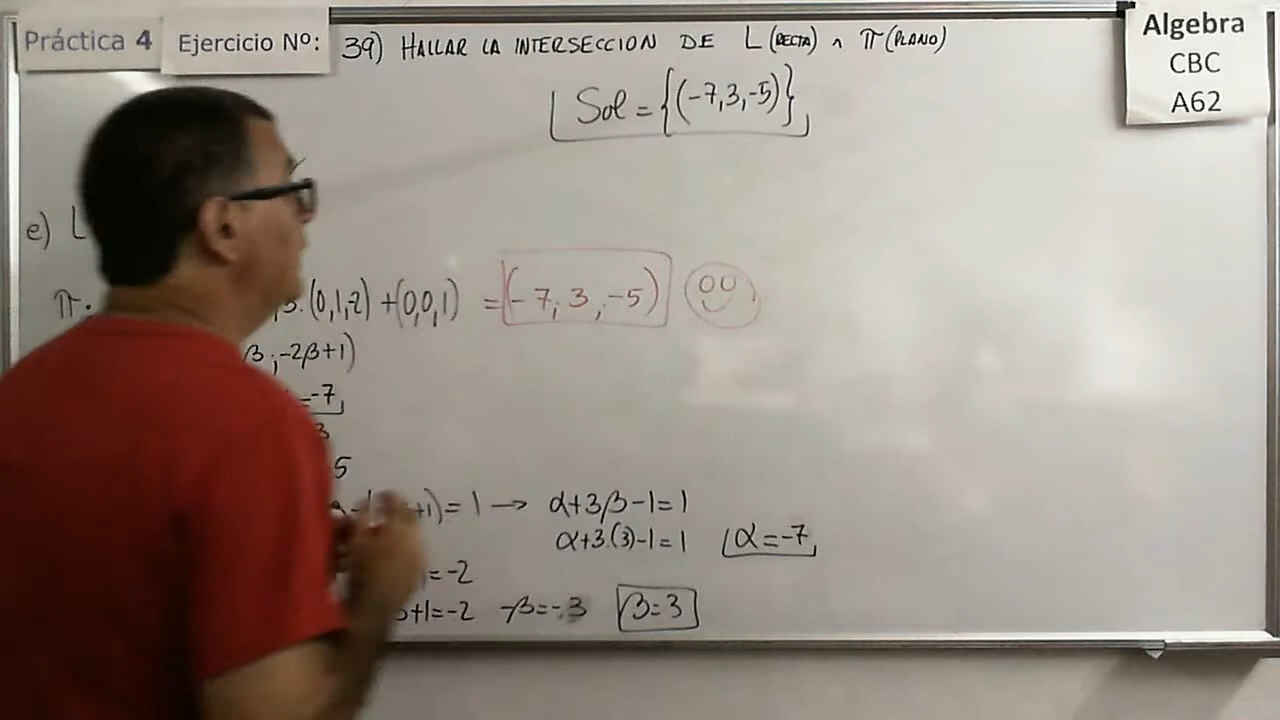 Práctica 4
Ejercicio Nº:
39) HALLAR LA INTERSECCION DE L (RECTA) ∧ π (PLANO)
Algebra
CBC
A62
Sol = {(-7,3,-5)}
e) L
π:
.(0,1,-2) + (0,0,1) = (-7; 3; -5)
β;-2β+1)
=-7
3
5
+1) = 1 → α+3β-1=1
α+3.(3)-1=1 α=-7
=-2
+1=-2 -β=-3 β=3